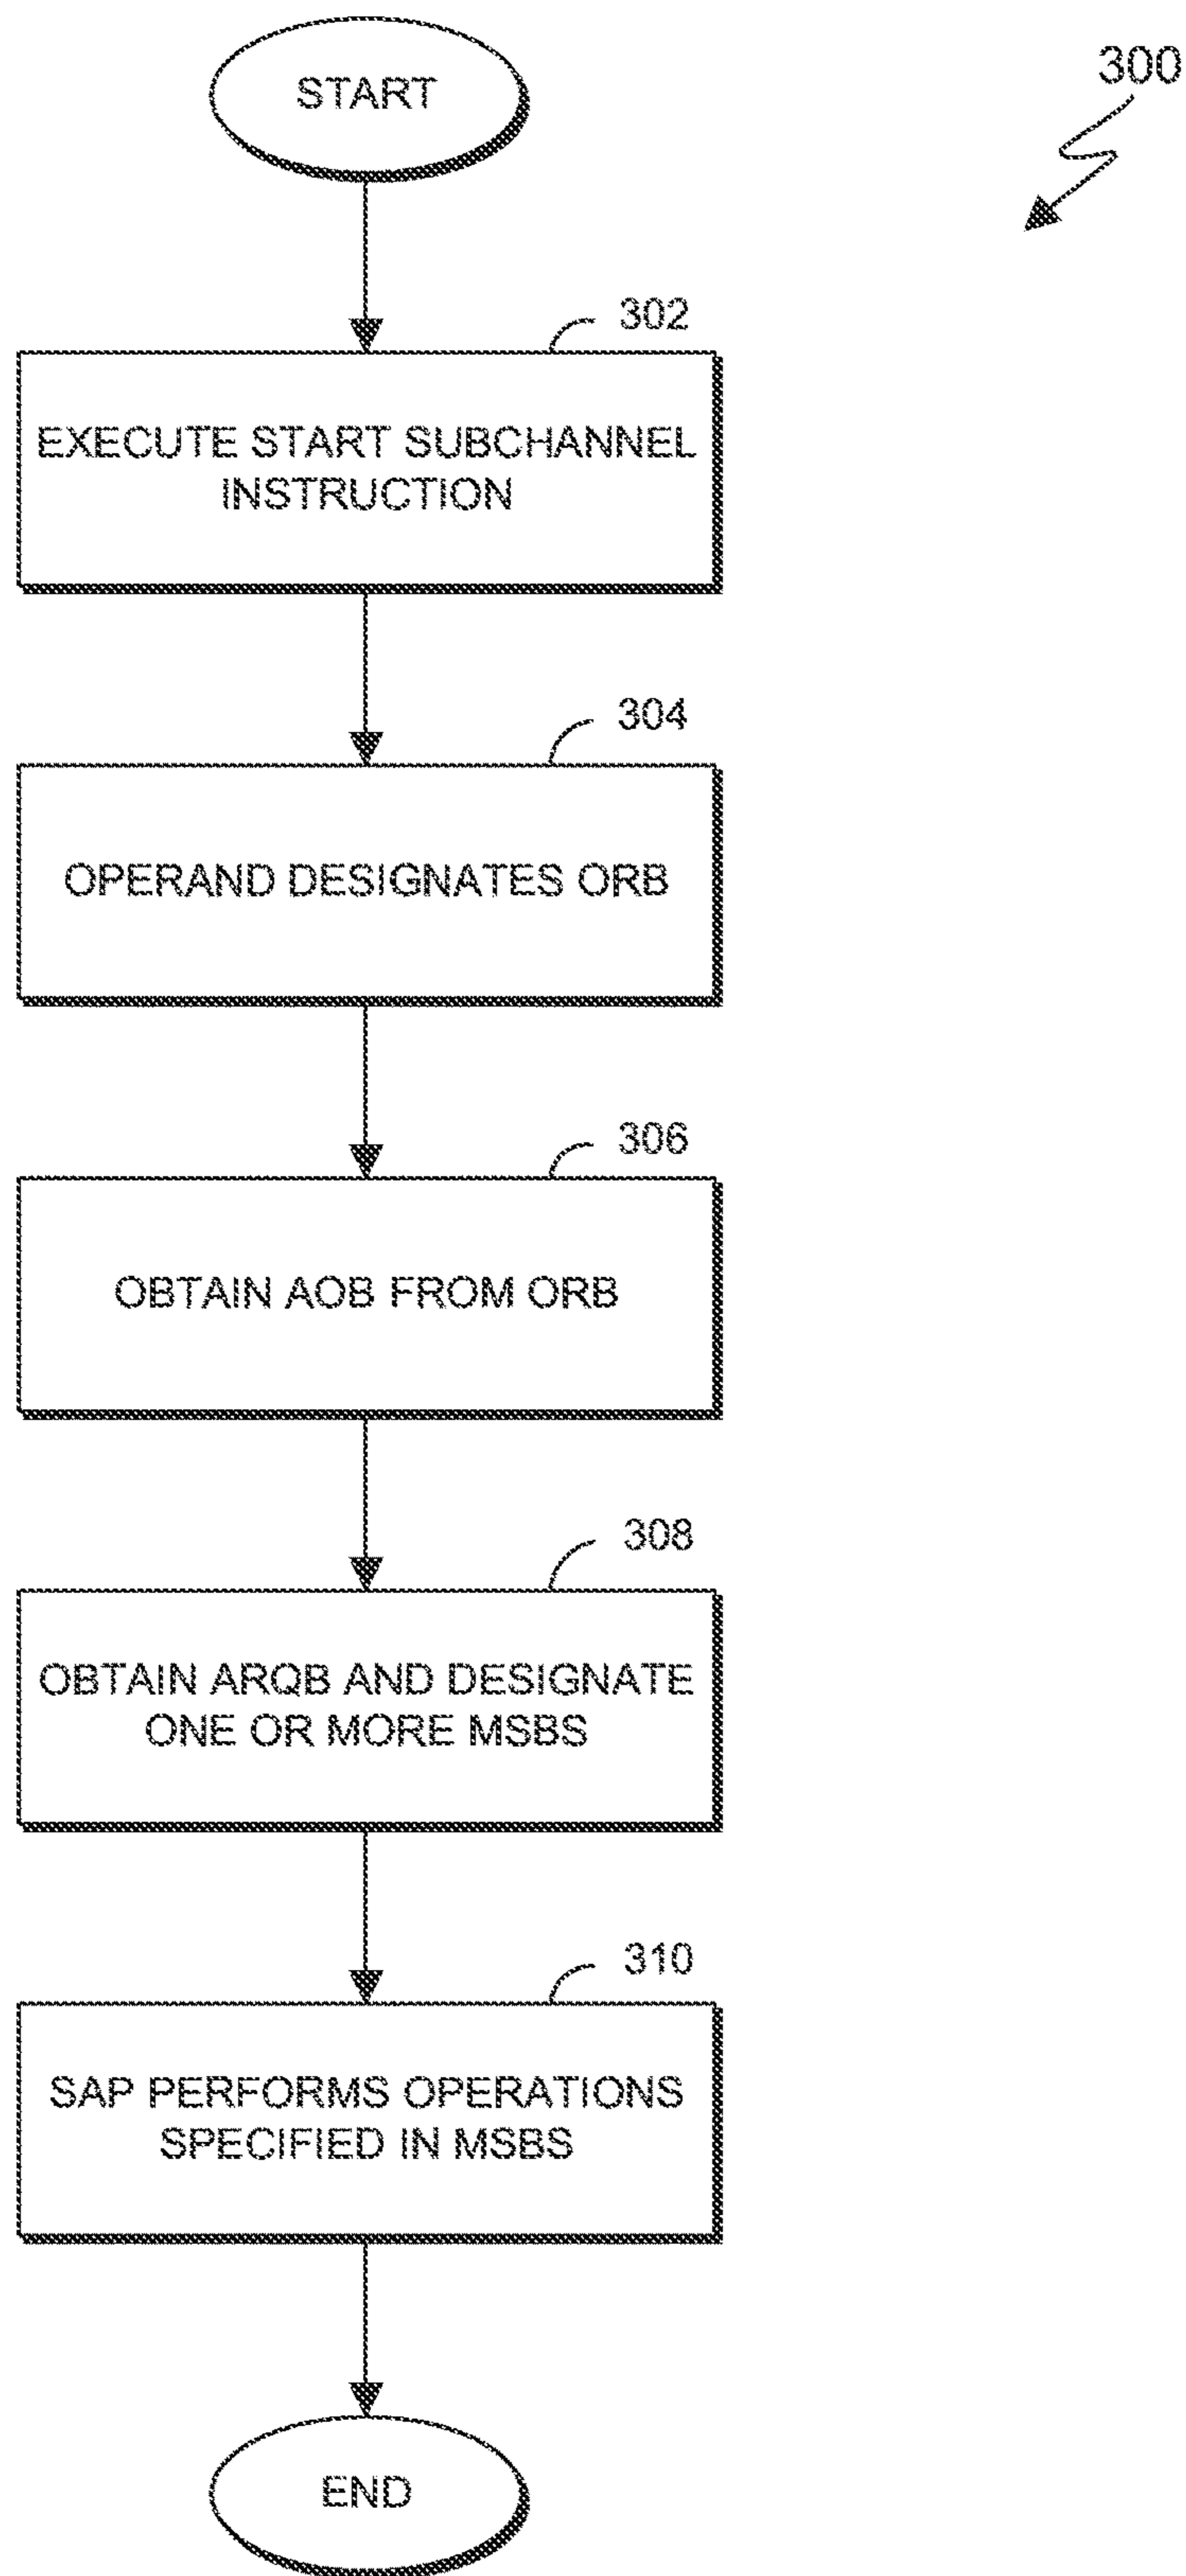 START
300
302
EXECUTE START SUBCHANNEL
INSTRUCTION
304
OPERAND DESIGNATES ORB
306
OBTAIN AOB FROM ORB
308
OBTAIN ARQB AND DESIGNATE
ONE OR MORE MSBS
310
SAP PERFORMS OPERATIONS
SPECIFIED IN MSBS
END